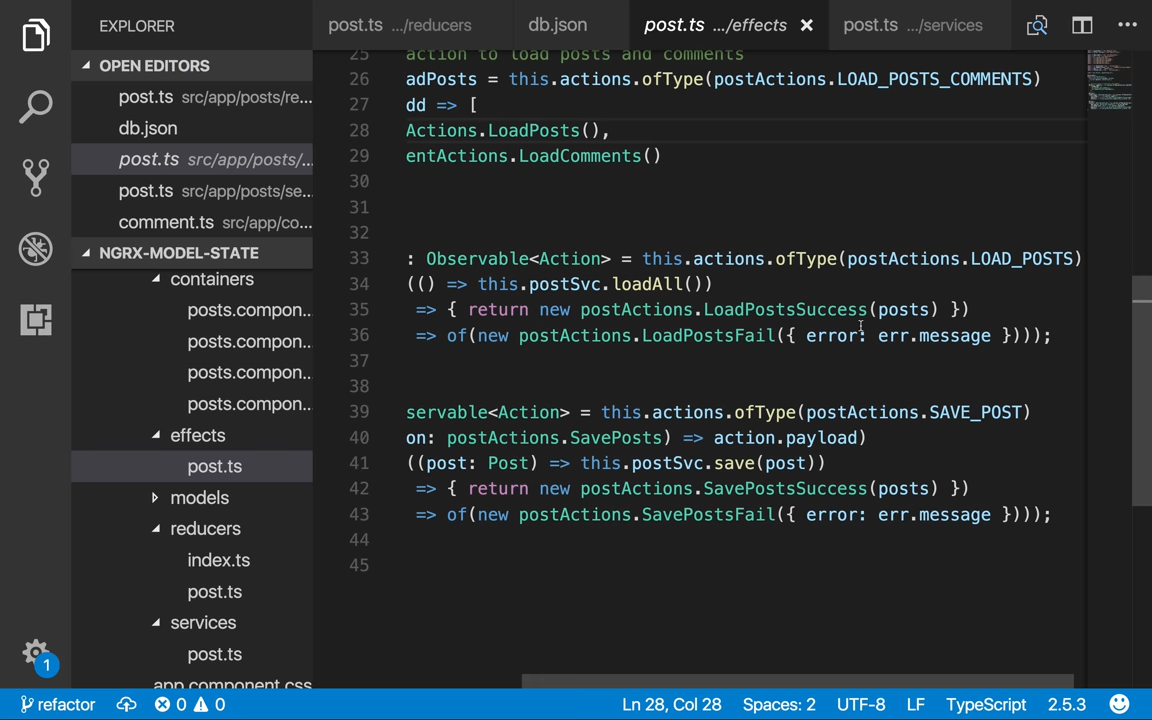 EXPLORER
OPEN EDITORS
post.ts src/app/posts/re...
db.json
post.ts src/app/posts/...
post.ts src/app/posts/se...
comment.ts src/app/co...
NGRX-MODEL-STATE
containers
posts.compon...
posts.compon...
posts.compon...
posts.compon...
effects
post.ts
models
reducers
index.ts
post.ts
services
post.ts
app.component.css
1
post.ts .../reducers
db.json
post.ts .../effects
post.ts .../services
25 action to load posts and comments
26 adPosts = this.actions.ofType(postActions.LOAD_POSTS_COMMENTS)
27 dd => [
28 Actions.LoadPosts(),
29 entActions.LoadComments()
30
31
32
33 : Observable<Action> = this.actions.ofType(postActions.LOAD_POSTS)
34 (() => this.postSvc.loadAll())
35 => { return new postActions.LoadPostsSuccess(posts) })
36 => of(new postActions.LoadPostsFail({ error: err.message })));
37
38
39 servable<Action> = this.actions.ofType(postActions.SAVE_POST)
40 on: postActions.SavePosts) => action.payload)
41 ((post: Post) => this.postSvc.save(post))
42 => { return new postActions.SavePostsSuccess(posts) })
43 => of(new postActions.SavePostsFail({ error: err.message })));
44
45
refactor 0 0 Ln 28, Col 28 Spaces: 2 UTF-8 LF TypeScript 2.5.3